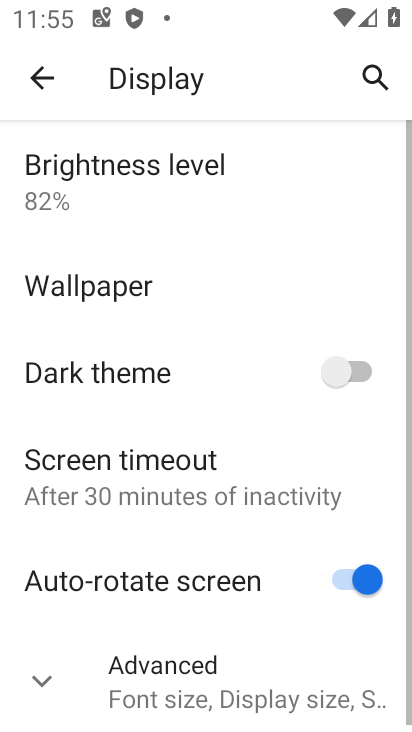 11:55
Display
Brightness level
82%
Wallpaper
Dark theme
Screen timeout
After 30 minutes of inactivity
Auto-rotate screen
Advanced
Font size, Display size, S..